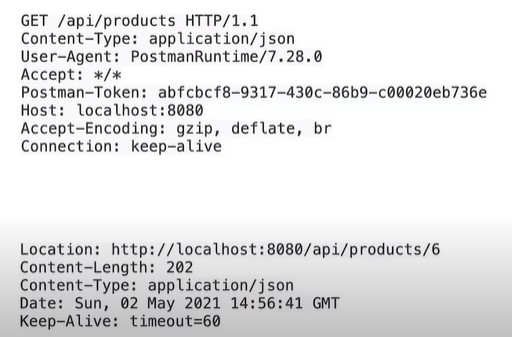 GET /api/products HTTP/1.1
Content-Type: application/json
User-Agent: PostmanRuntime/7.28.0
Accept: */*
Postman-Token: abfcbcf8-9317-430c-86b9-c00020eb736e
Host: localhost:8080
Accept-Encoding: gzip, deflate, br
Connection: keep-alive
Location: http://localhost:8080/api/products/6
Content-Length: 202
Content-Type: application/json
Date: Sun, 02 May 2021 14:56:41 GMT
Keep-Alive: timeout=60